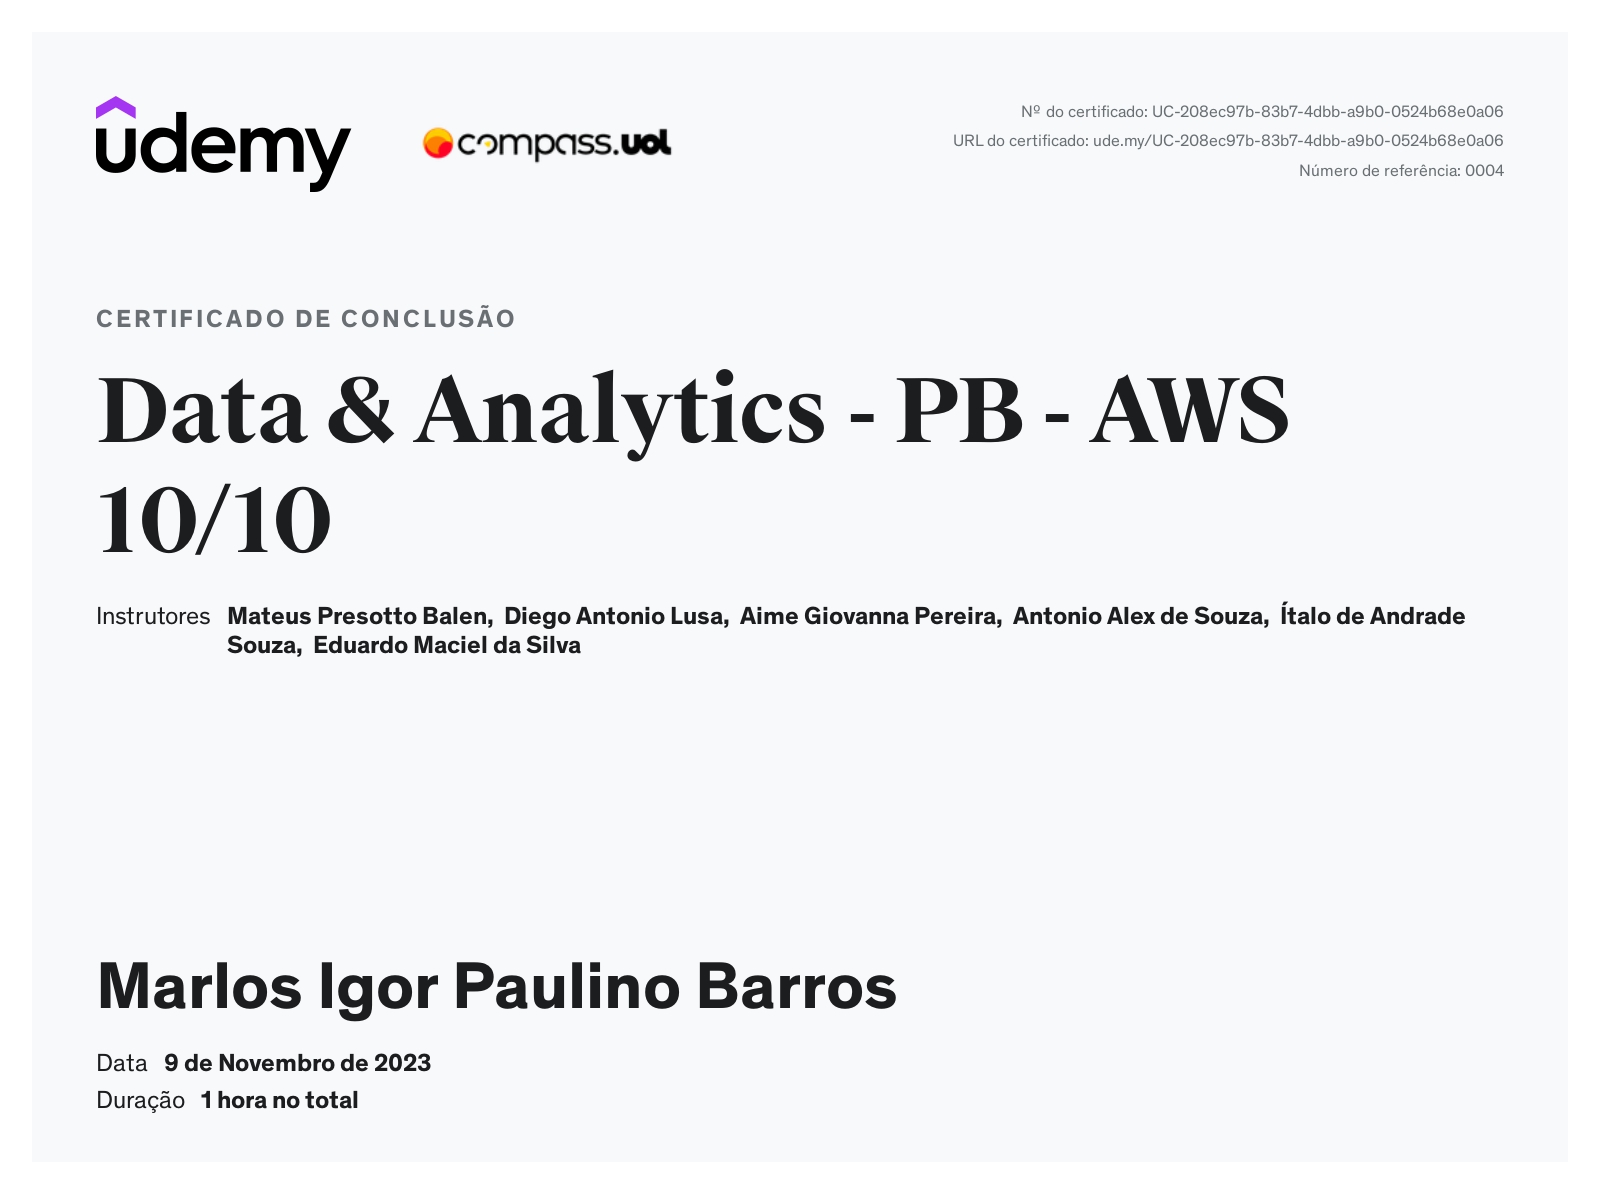 udemy
compass.uol
Nº do certificado: UC-208ec97b-83b7-4dbb-a9b0-0524b68e0a06
URL do certificado: ude.my/UC-208ec97b-83b7-4dbb-a9b0-0524b68e0a06
Número de referência: 0004
CERTIFICADO DE CONCLUSÃO
Data & Analytics - PB - AWS
10/10
Instrutores Mateus Presotto Balen, Diego Antonio Lusa, Aime Giovanna Pereira, Antonio Alex de Souza, Ítalo de Andrade
Souza, Eduardo Maciel da Silva
Marlos Igor Paulino Barros
Data 9 de Novembro de 2023
Duração 1 hora no total